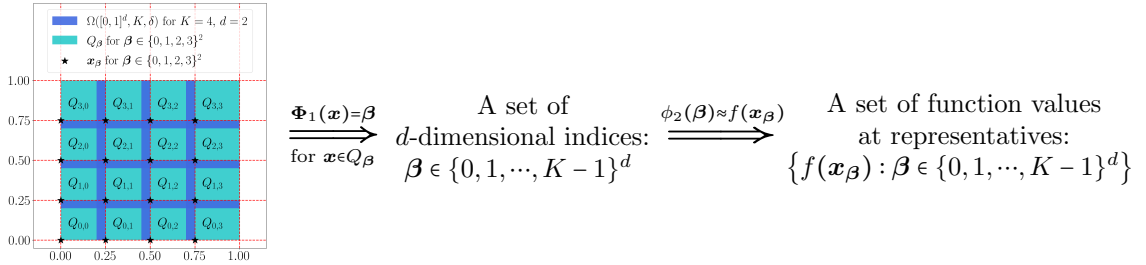 Ω([0, 1]^d, K, δ) for K = 4, d = 2
Q_β for β ∈ {0, 1, 2, 3}^2
x_β for β ∈ {0, 1, 2, 3}^2
1.00
Q_{3,0} Q_{3,1} Q_{3,2} Q_{3,3}
0.75
Q_{2,0} Q_{2,1} Q_{2,2} Q_{2,3}
0.50
Q_{1,0} Q_{1,1} Q_{1,2} Q_{1,3}
0.25
Q_{0,0} Q_{0,1} Q_{0,2} Q_{0,3}
0.00
0.00 0.25 0.50 0.75 1.00
Φ_1(x)=β
for x∈Q_β
A set of
d-dimensional indices:
β ∈ {0, 1, ⋯, K − 1}^d
ϕ_2(β)≈f(x_β)
A set of function values
at representatives:
{f(x_β) : β ∈ {0, 1, ⋯, K − 1}^d}